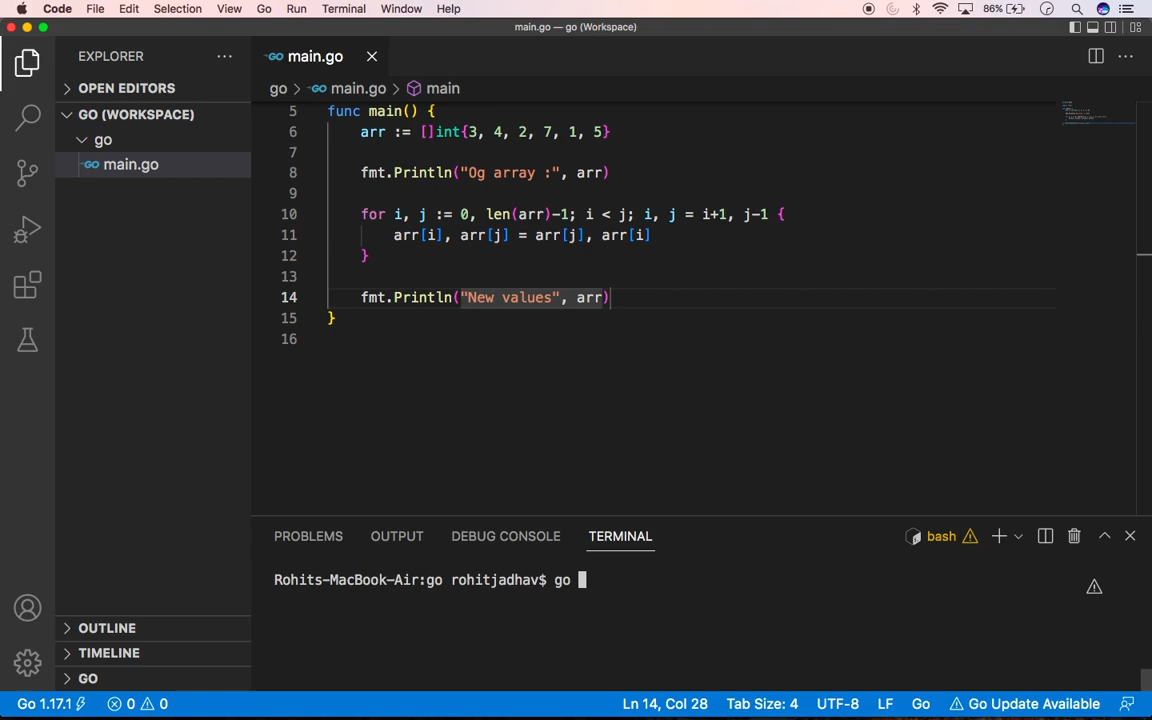 Code File Edit Selection View Go Run Terminal Window Help 86%
main.go — go (Workspace)
EXPLORER
OPEN EDITORS
GO (WORKSPACE)
go
GO main.go
OUTLINE
TIMELINE
GO
GO main.go
go > GO main.go > main
5 func main() {
6 arr := []int{3, 4, 2, 7, 1, 5}
7
8 fmt.Println("Og array :", arr)
9
10 for i, j := 0, len(arr)-1; i < j; i, j = i+1, j-1 {
11 arr[i], arr[j] = arr[j], arr[i]
12 }
13
14 fmt.Println("New values", arr)
15 }
16
PROBLEMS OUTPUT DEBUG CONSOLE TERMINAL bash
Rohits-MacBook-Air:go rohitjadhav$ go
Go 1.17.1 0 0 Ln 14, Col 28 Tab Size: 4 UTF-8 LF Go Go Update Available